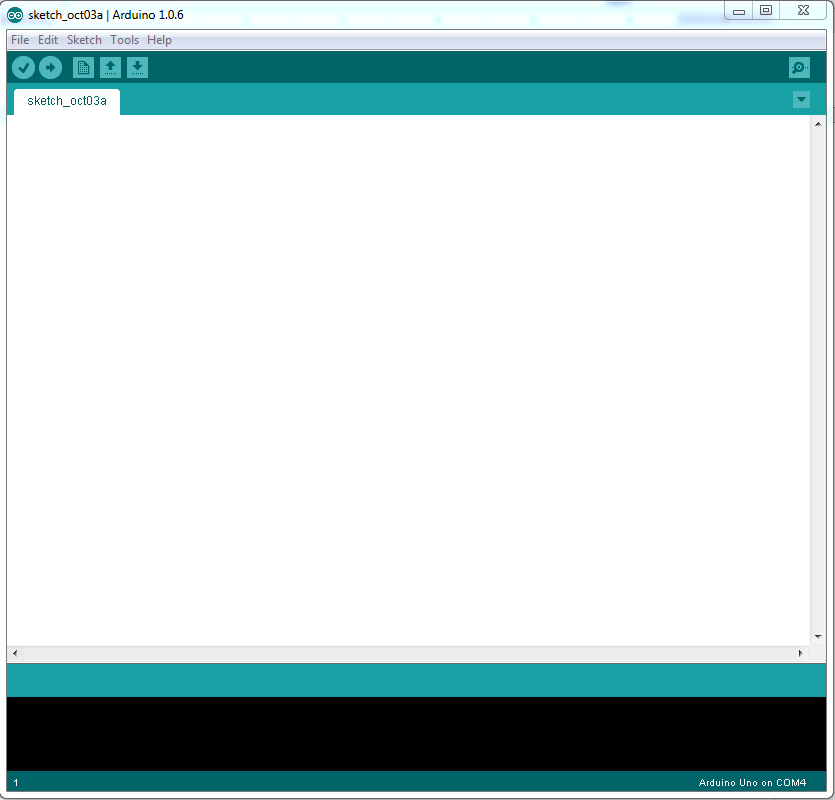 sketch_oct03a | Arduino 1.0.6
File Edit Sketch Tools Help
sketch_oct03a
1
Arduino Uno on COM4